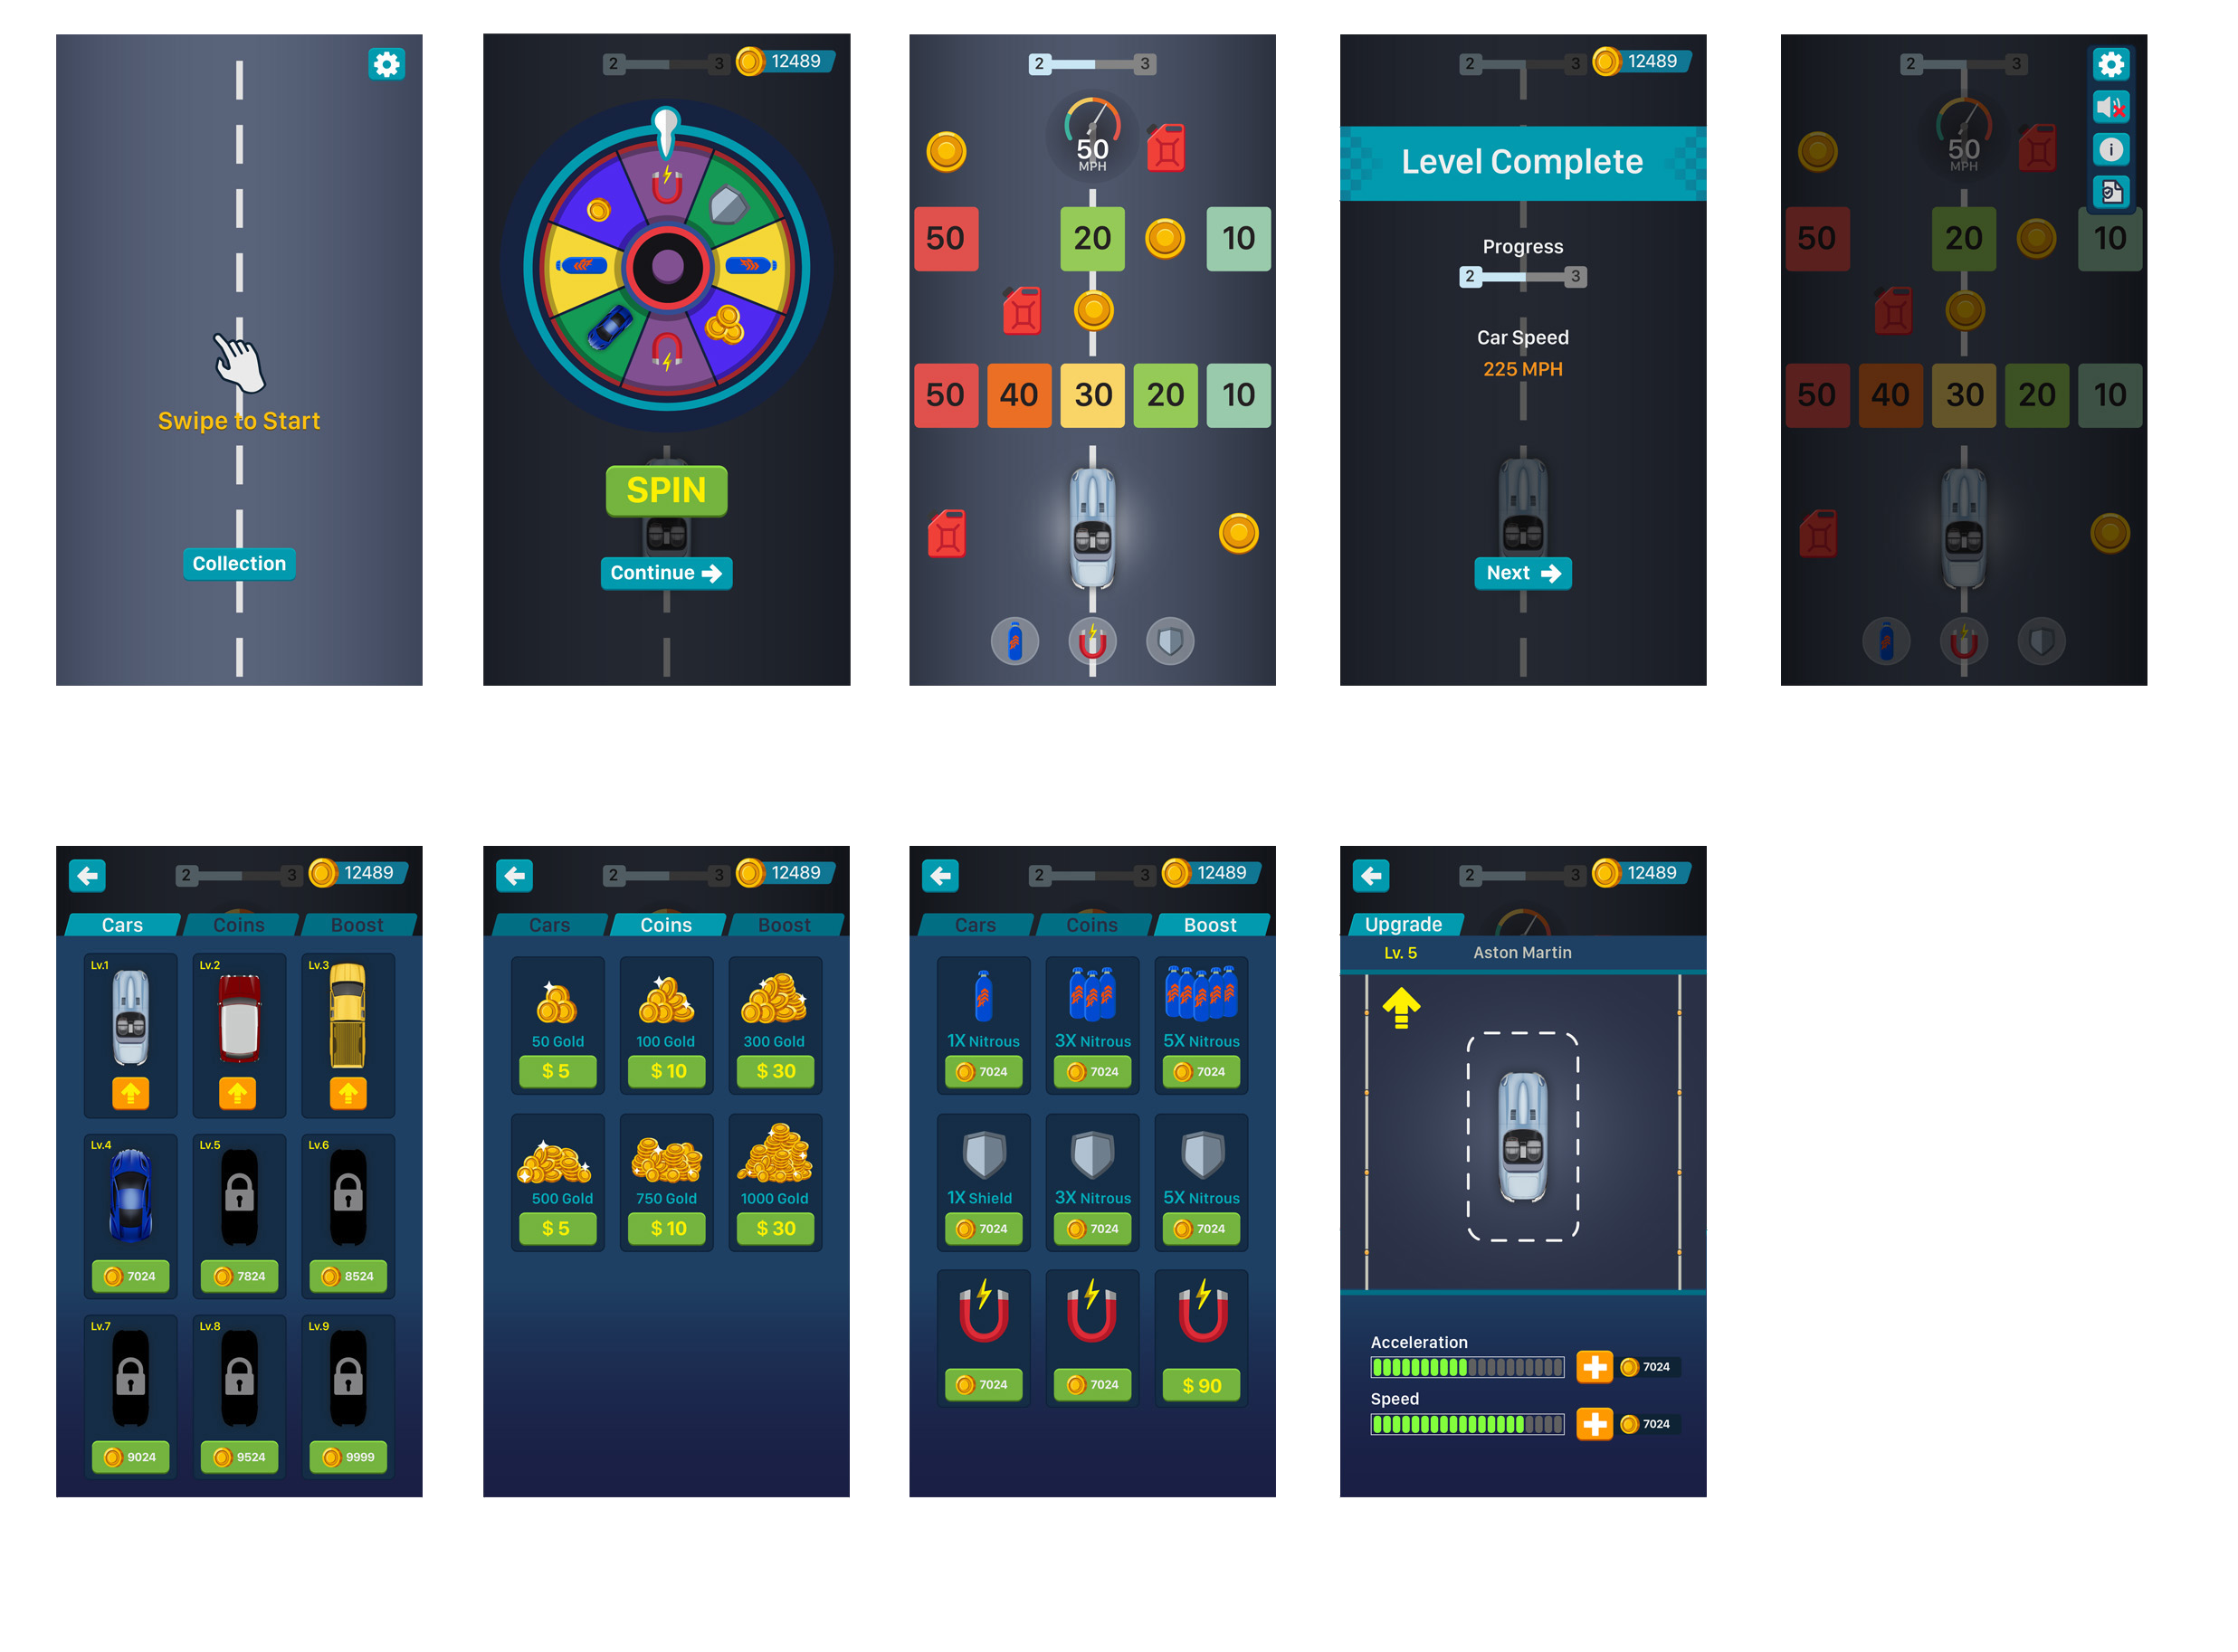 Swipe to Start
Collection
2 3 12489
SPIN
Continue
2 3
50
MPH
50 20 10
50 40 30 20 10
2 3 12489
Level Complete
Progress
2 3
Car Speed
225 MPH
Next
2 3
50
MPH
i
50 20 10
50 40 30 20 10
2 3 12489
Cars Coins Boost
Lv.1 Lv.2 Lv.3
Lv.4 Lv.5 Lv.6
7024 7824 8524
Lv.7 Lv.8 Lv.9
9024 9524 9999
2 3 12489
Cars Coins Boost
50 Gold 100 Gold 300 Gold
$ 5 $ 10 $ 30
500 Gold 750 Gold 1000 Gold
$ 5 $ 10 $ 30
2 3 12489
Cars Coins Boost
1X Nitrous 3X Nitrous 5X Nitrous
7024 7024 7024
1X Shield 3X Nitrous 5X Nitrous
7024 7024 7024
7024 7024 $ 90
2 3 12489
Upgrade
Lv. 5 Aston Martin
Acceleration
7024
Speed
7024